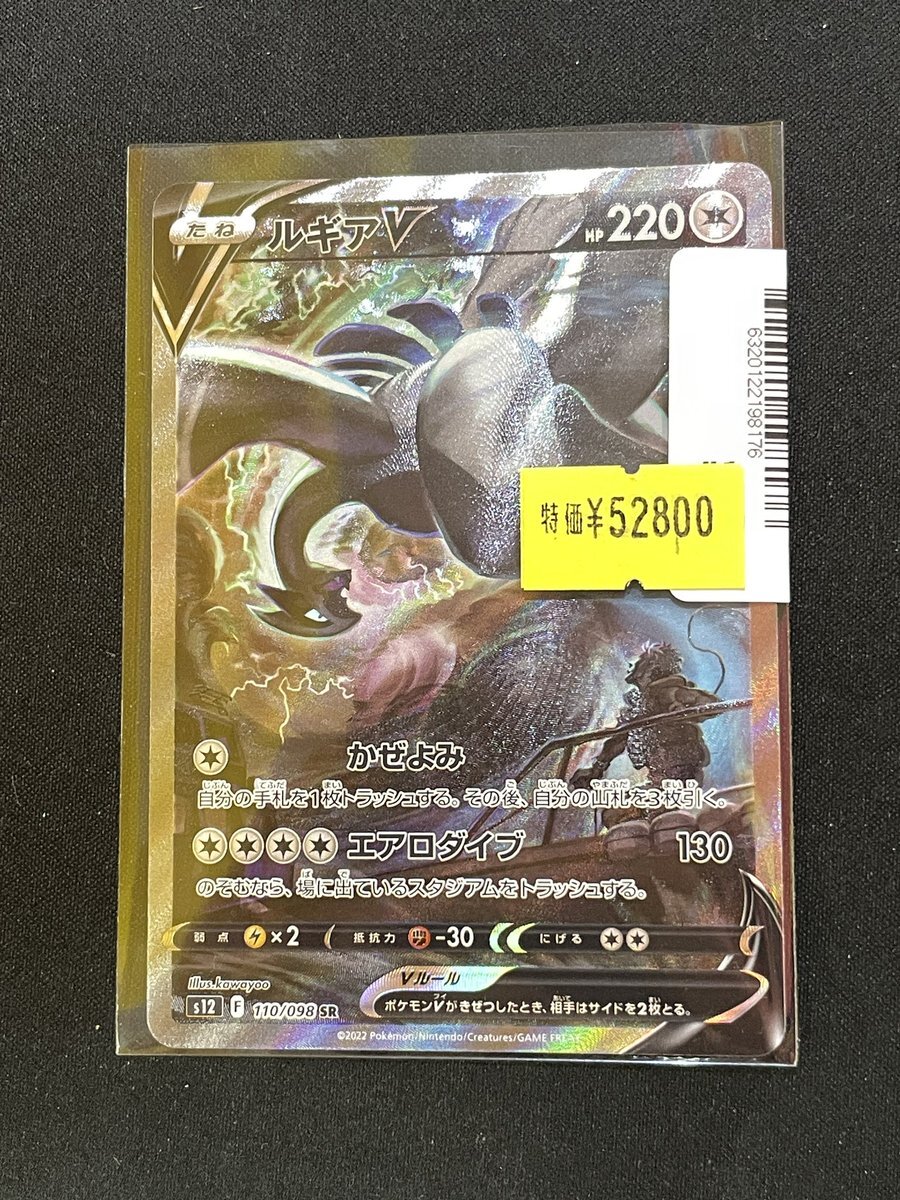 たね ルギアV HP 220
6320122198176
特価¥52800
かぜよみ
自分の手札を1枚トラッシュする。その後、自分の山札を3枚引く。
エアロダイブ 130
のぞむなら、場に出ているスタジアムをトラッシュする。
弱点 ×2 抵抗力 -30 にげる
Illus.kawayoo
Vルール
ポケモンVがきぜつしたとき、相手はサイドを2枚とる。
s12 F 110/098 SR
©2022 Pokémon/Nintendo/Creatures/GAME FREAK